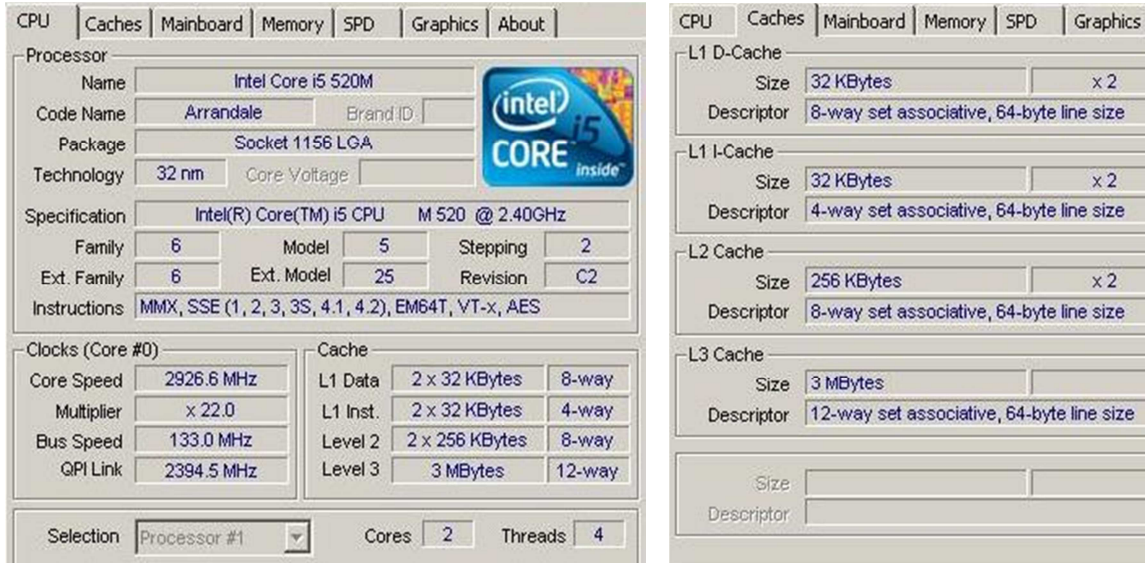 CPU Caches Mainboard Memory SPD Graphics About
Processor
Name Intel Core i5 520M
Code Name Arrandale Brand ID
Package Socket 1156 LGA
Technology 32 nm Core Voltage
intel i5
CORE inside™
Specification Intel(R) Core(TM) i5 CPU M 520 @ 2.40GHz
Family 6 Model 5 Stepping 2
Ext. Family 6 Ext. Model 25 Revision C2
Instructions MMX, SSE (1, 2, 3, 3S, 4.1, 4.2), EM64T, VT-x, AES
Clocks (Core #0)
Core Speed 2926.6 MHz
Multiplier x 22.0
Bus Speed 133.0 MHz
QPI Link 2394.5 MHz
Cache
L1 Data 2 x 32 KBytes 8-way
L1 Inst. 2 x 32 KBytes 4-way
Level 2 2 x 256 KBytes 8-way
Level 3 3 MBytes 12-way
Selection Processor #1 Cores 2 Threads 4
CPU Caches Mainboard Memory SPD Graphics
L1 D-Cache
Size 32 KBytes x 2
Descriptor 8-way set associative, 64-byte line size
L1 I-Cache
Size 32 KBytes x 2
Descriptor 4-way set associative, 64-byte line size
L2 Cache
Size 256 KBytes x 2
Descriptor 8-way set associative, 64-byte line size
L3 Cache
Size 3 MBytes
Descriptor 12-way set associative, 64-byte line size
Size
Descriptor